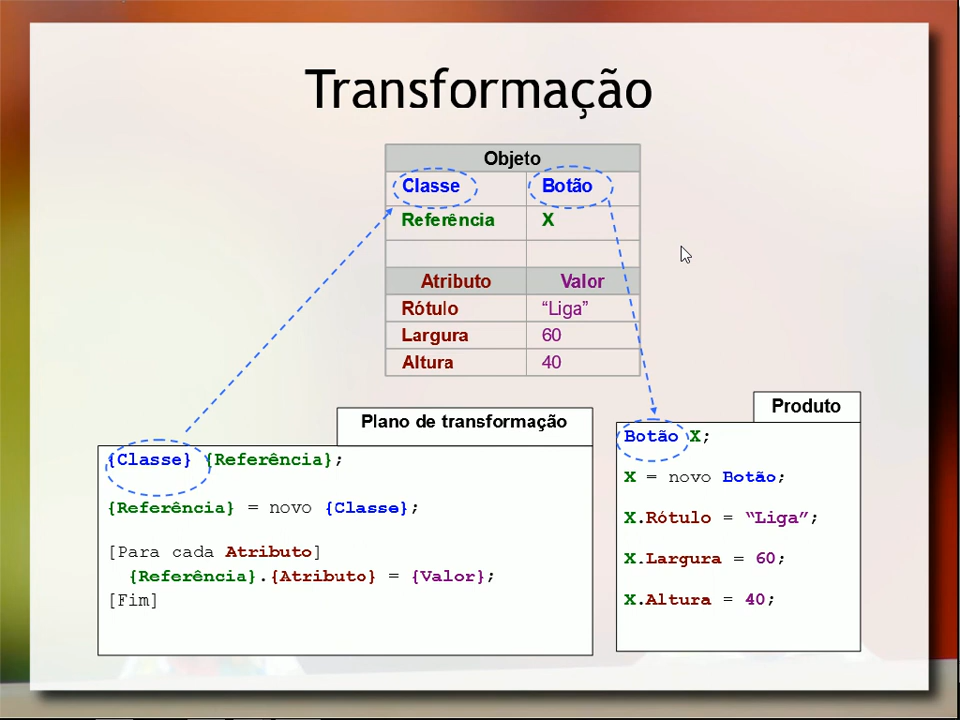 Transformação
Objeto
Classe Botão
Referência X
Atributo Valor
Rótulo “Liga”
Largura 60
Altura 40
Plano de transformação
{Classe} {Referência};
{Referência} = novo {Classe};
[Para cada Atributo]
{Referência}.{Atributo} = {Valor};
[Fim]
Produto
Botão X;
X = novo Botão;
X.Rótulo = “Liga”;
X.Largura = 60;
X.Altura = 40;